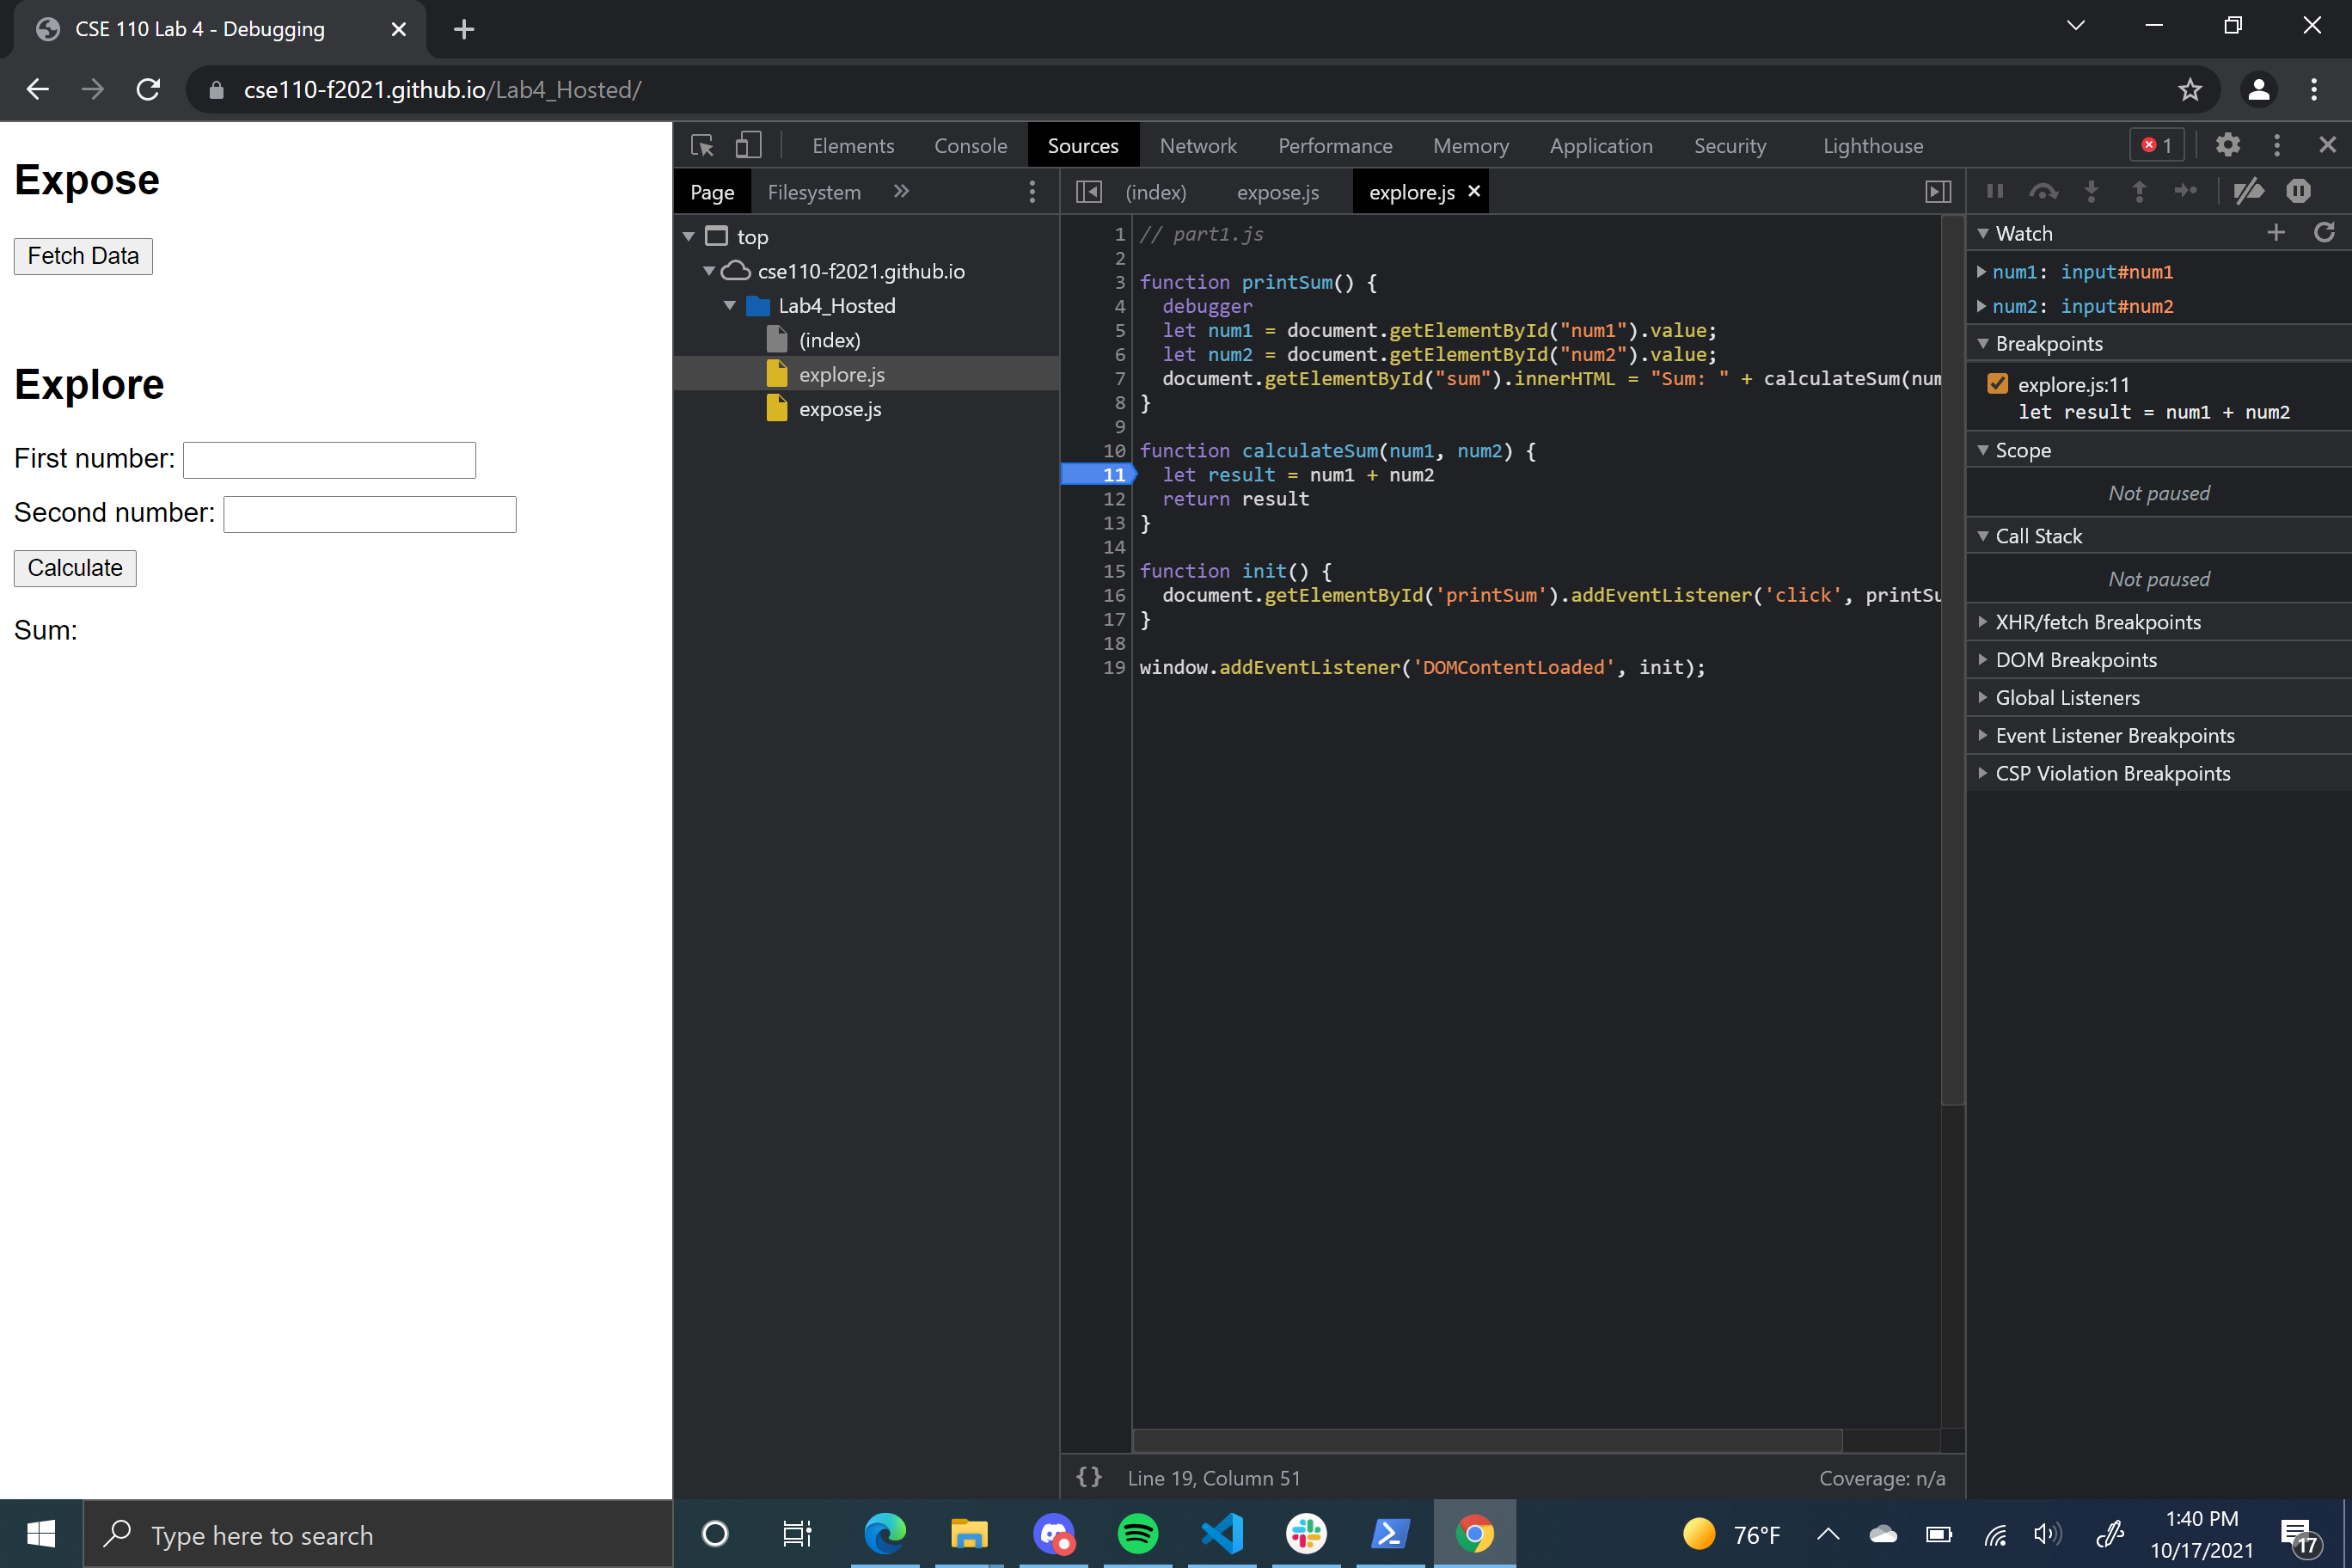 CSE 110 Lab 4 - Debugging
cse110-f2021.github.io/Lab4_Hosted/
Expose
Fetch Data
Explore
First number:
Second number:
Calculate
Sum:
Elements Console Sources Network Performance Memory Application Security Lighthouse 1
Page Filesystem
top
cse110-f2021.github.io
Lab4_Hosted
(index)
explore.js
expose.js
(index) expose.js explore.js
1 // part1.js
2
3 function printSum() {
4 debugger
5 let num1 = document.getElementById("num1").value;
6 let num2 = document.getElementById("num2").value;
7 document.getElementById("sum").innerHTML = "Sum: " + calculateSum(num
8 }
9
10 function calculateSum(num1, num2) {
11 let result = num1 + num2
12 return result
13 }
14
15 function init() {
16 document.getElementById('printSum').addEventListener('click', printSu
17 }
18
19 window.addEventListener('DOMContentLoaded', init);
{} Line 19, Column 51 Coverage: n/a
Watch
num1: input#num1
num2: input#num2
Breakpoints
explore.js:11
let result = num1 + num2
Scope
Not paused
Call Stack
Not paused
XHR/fetch Breakpoints
DOM Breakpoints
Global Listeners
Event Listener Breakpoints
CSP Violation Breakpoints
Type here to search
76°F
1:40 PM
10/17/2021
17